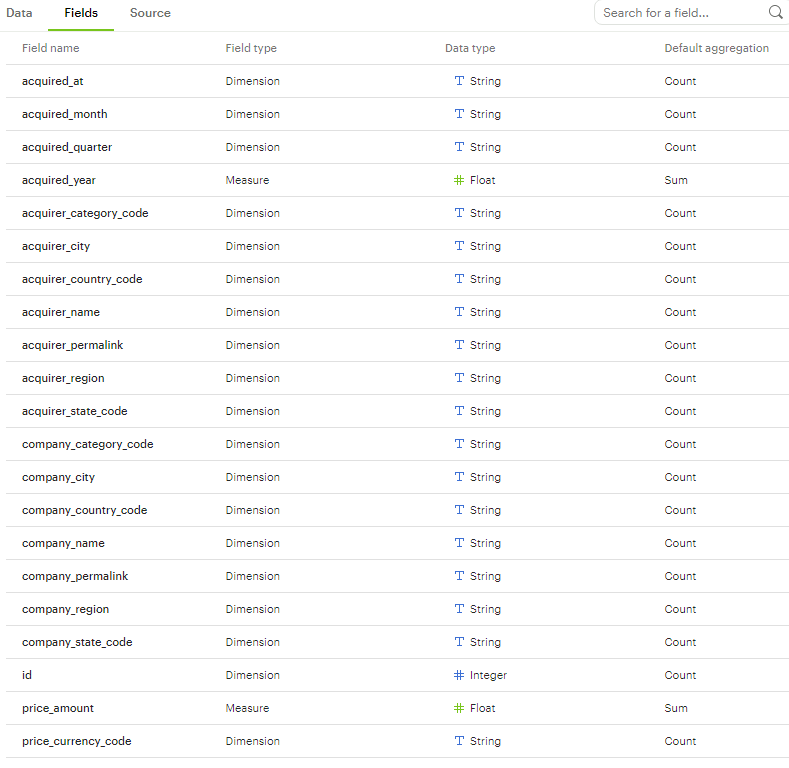 Data Fields Source Search for a field...
Field name Field type Data type Default aggregation
acquired_at Dimension String Count
acquired_month Dimension String Count
acquired_quarter Dimension String Count
acquired_year Measure Float Sum
acquirer_category_code Dimension String Count
acquirer_city Dimension String Count
acquirer_country_code Dimension String Count
acquirer_name Dimension String Count
acquirer_permalink Dimension String Count
acquirer_region Dimension String Count
acquirer_state_code Dimension String Count
company_category_code Dimension String Count
company_city Dimension String Count
company_country_code Dimension String Count
company_name Dimension String Count
company_permalink Dimension String Count
company_region Dimension String Count
company_state_code Dimension String Count
id Dimension Integer Count
price_amount Measure Float Sum
price_currency_code Dimension String Count